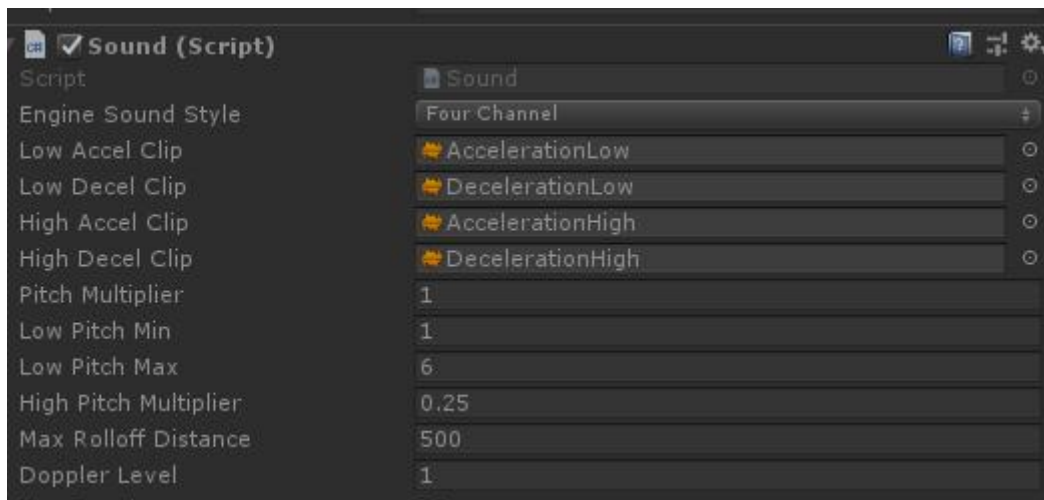 Sound (Script)
Script Sound
Engine Sound Style Four Channel
Low Accel Clip AccelerationLow
Low Decel Clip DecelerationLow
High Accel Clip AccelerationHigh
High Decel Clip DecelerationHigh
Pitch Multiplier 1
Low Pitch Min 1
Low Pitch Max 6
High Pitch Multiplier 0.25
Max Rolloff Distance 500
Doppler Level 1